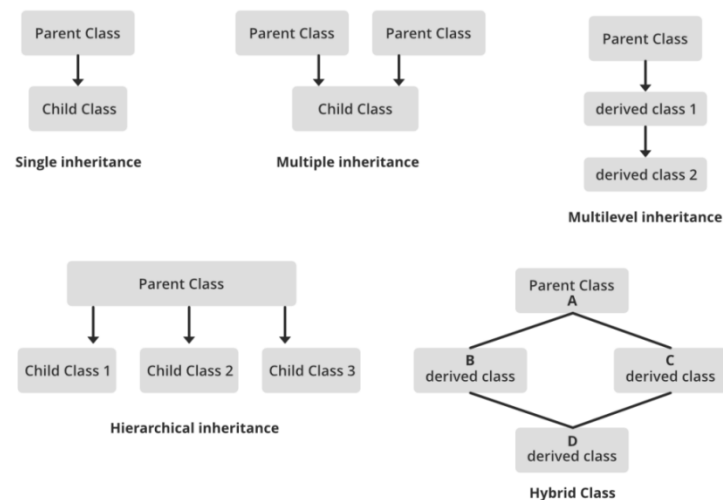 Parent Class
Child Class
Single inheritance
Parent Class
Parent Class
Child Class
Multiple inheritance
Parent Class
derived class 1
derived class 2
Multilevel inheritance
Parent Class
Child Class 1
Child Class 2
Child Class 3
Hierarchical inheritance
Parent Class
A
B
derived class
C
derived class
D
derived class
Hybrid Class